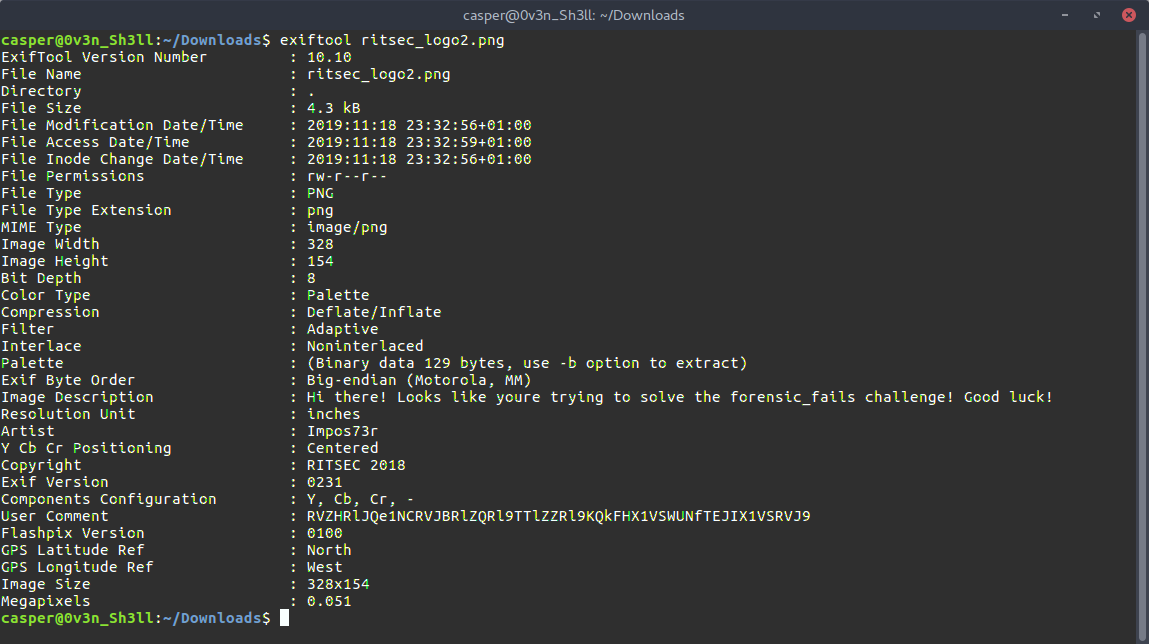 casper@0v3n_Sh3ll: ~/Downloads
casper@0v3n_Sh3ll:~/Downloads$ exiftool ritsec_logo2.png
ExifTool Version Number : 10.10
File Name : ritsec_logo2.png
Directory : .
File Size : 4.3 kB
File Modification Date/Time : 2019:11:18 23:32:56+01:00
File Access Date/Time : 2019:11:18 23:32:59+01:00
File Inode Change Date/Time : 2019:11:18 23:32:56+01:00
File Permissions : rw-r--r--
File Type : PNG
File Type Extension : png
MIME Type : image/png
Image Width : 328
Image Height : 154
Bit Depth : 8
Color Type : Palette
Compression : Deflate/Inflate
Filter : Adaptive
Interlace : Noninterlaced
Palette : (Binary data 129 bytes, use -b option to extract)
Exif Byte Order : Big-endian (Motorola, MM)
Image Description : Hi there! Looks like youre trying to solve the forensic_fails challenge! Good luck!
Resolution Unit : inches
Artist : Impos73r
Y Cb Cr Positioning : Centered
Copyright : RITSEC 2018
Exif Version : 0231
Components Configuration : Y, Cb, Cr, -
User Comment : RVZHRlJQe1NCRVJBRlZQRl9TTlZZRl9KQkFHX1VSWUNfTEJIX1VSRVJ9
Flashpix Version : 0100
GPS Latitude Ref : North
GPS Longitude Ref : West
Image Size : 328x154
Megapixels : 0.051
casper@0v3n_Sh3ll:~/Downloads$